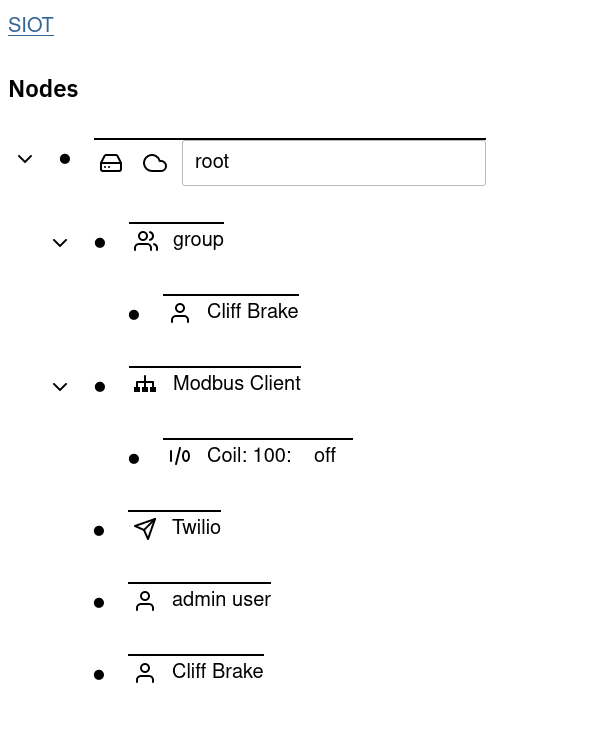 SIOT
Nodes
root
group
Cliff Brake
Modbus Client
Coil: 100: off
Twilio
admin user
Cliff Brake